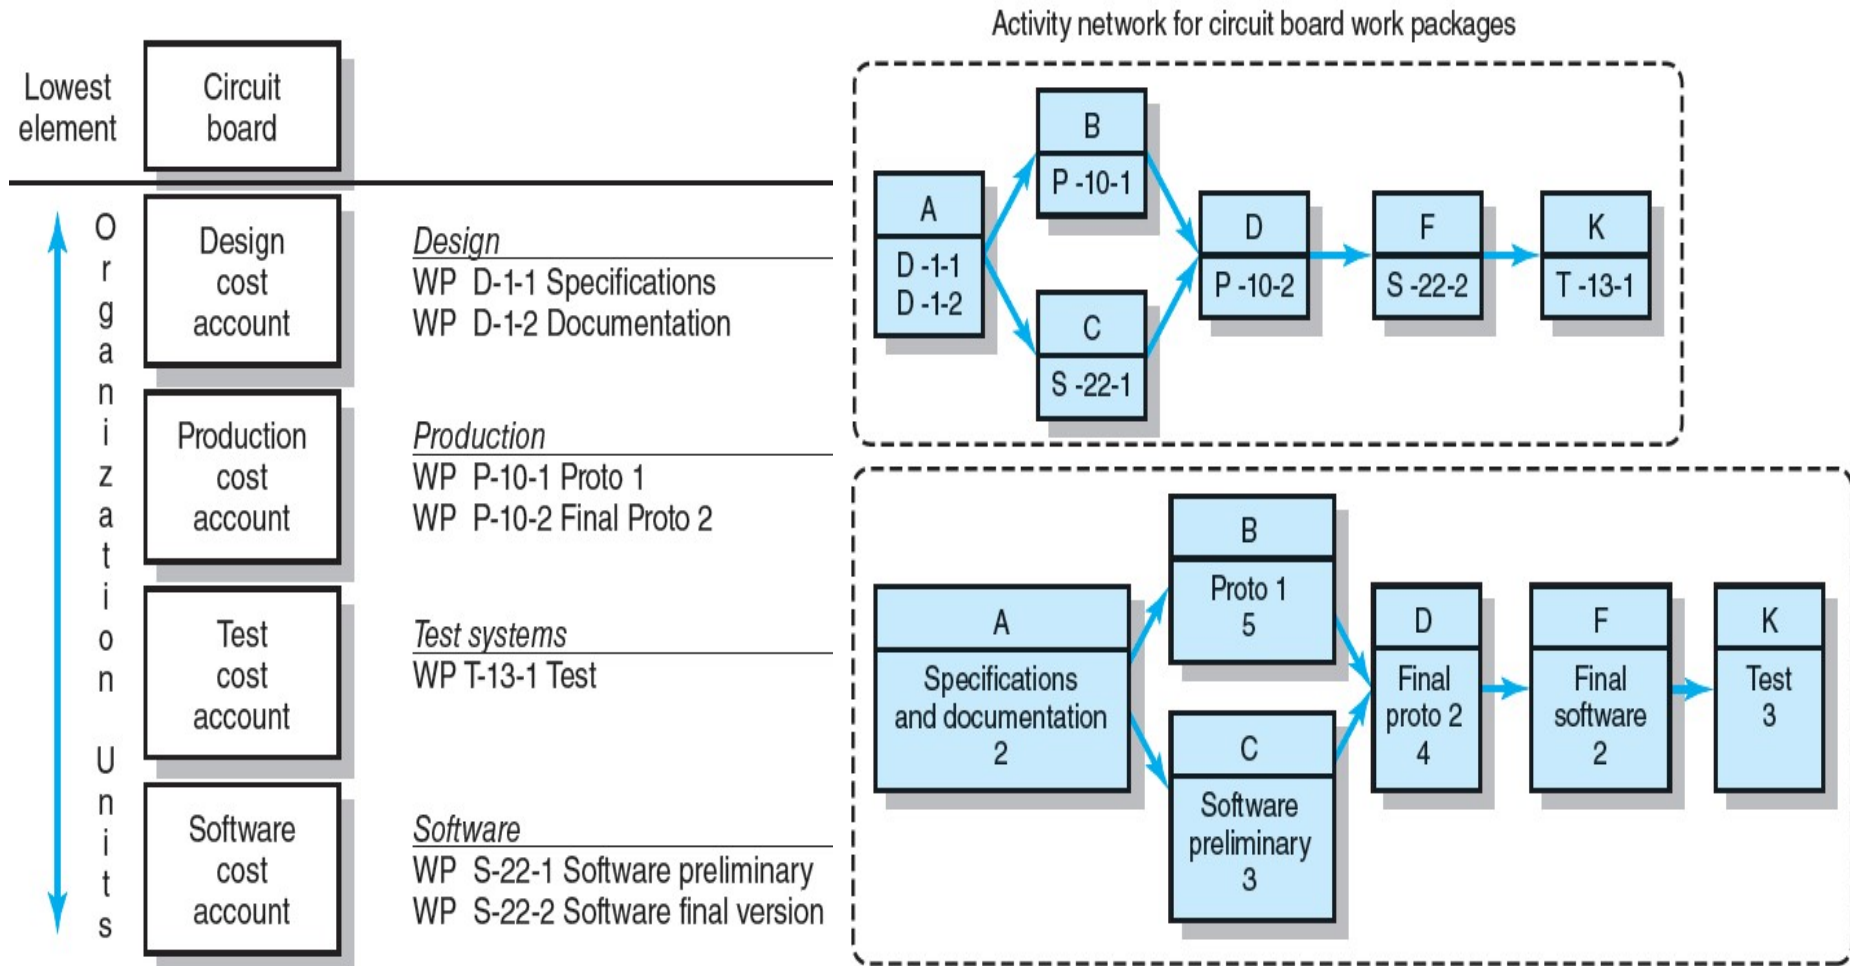 Activity network for circuit board work packages
Lowest
element
Circuit
board
Organization Units
Design
cost
account
Design
WP D-1-1 Specifications
WP D-1-2 Documentation
Production
cost
account
Production
WP P-10-1 Proto 1
WP P-10-2 Final Proto 2
Test
cost
account
Test systems
WP T-13-1 Test
Software
cost
account
Software
WP S-22-1 Software preliminary
WP S-22-2 Software final version
A
D -1-1
D -1-2
B
P -10-1
C
S -22-1
D
P -10-2
F
S -22-2
K
T -13-1
A
Specifications
and documentation
2
B
Proto 1
5
C
Software
preliminary
3
D
Final
proto 2
4
F
Final
software
2
K
Test
3